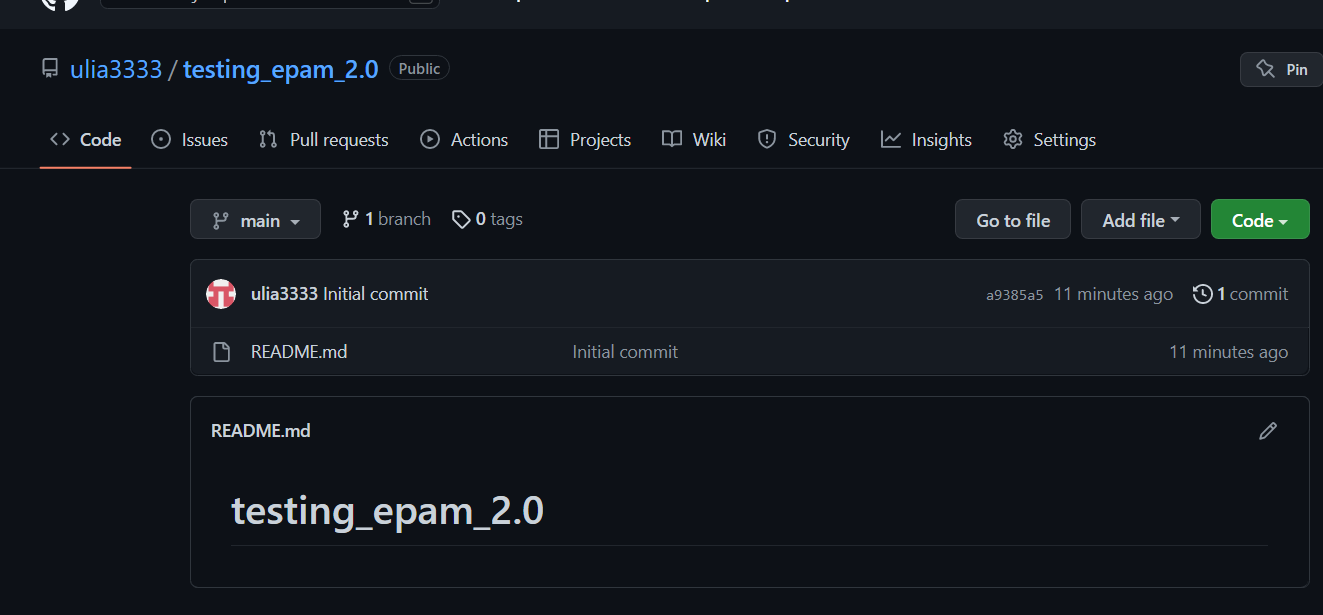 ulia3333 / testing_epam_2.0 Public Pin
Code Issues Pull requests Actions Projects Wiki Security Insights Settings
main 1 branch 0 tags Go to file Add file Code
ulia3333 Initial commit a9385a5 11 minutes ago 1 commit
README.md Initial commit 11 minutes ago
README.md
testing_epam_2.0